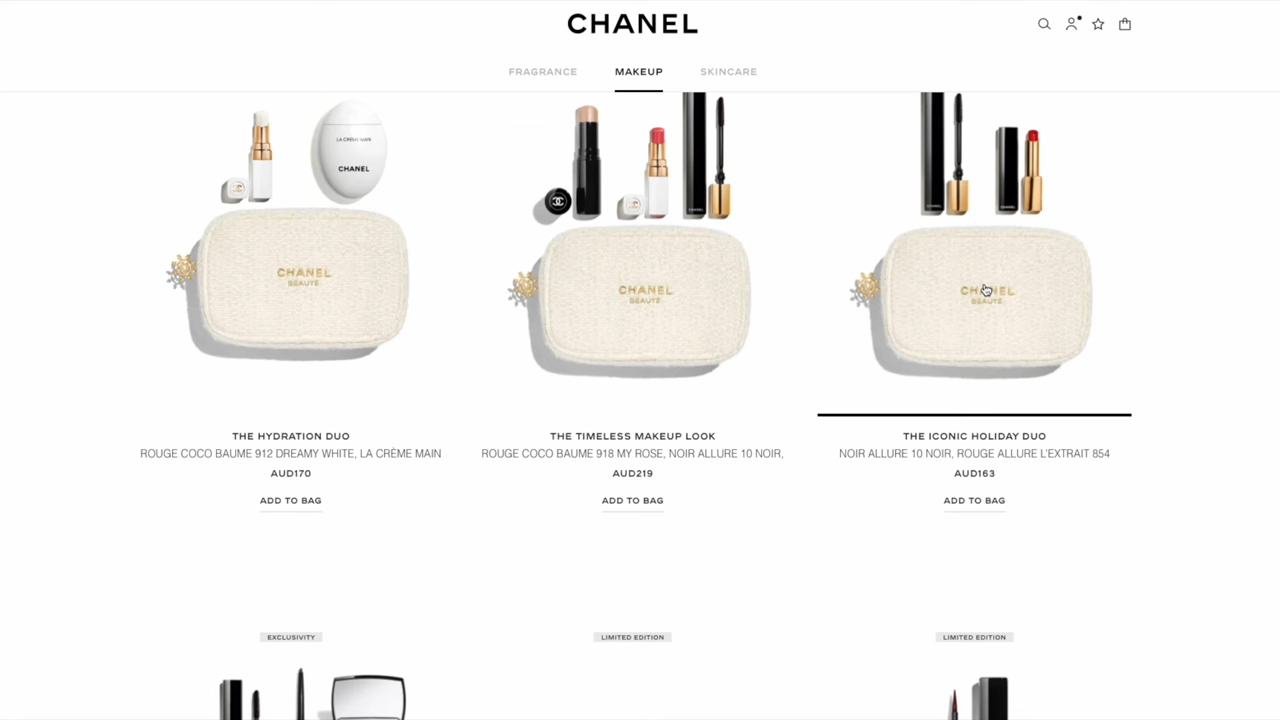 CHANEL
FRAGRANCE
MAKEUP
SKINCARE
LA CRÈME MAIN
CHANEL
CHANEL
BEAUTÉ
CHANEL
BEAUTÉ
CHANEL
BEAUTÉ
THE HYDRATION DUO
ROUGE COCO BAUME 912 DREAMY WHITE, LA CRÈME MAIN
AUD170
ADD TO BAG
THE TIMELESS MAKEUP LOOK
ROUGE COCO BAUME 918 MY ROSE, NOIR ALLURE 10 NOIR,
AUD219
ADD TO BAG
THE ICONIC HOLIDAY DUO
NOIR ALLURE 10 NOIR, ROUGE ALLURE L'EXTRAIT 854
AUD163
ADD TO BAG
EXCLUSIVITY
LIMITED EDITION
LIMITED EDITION